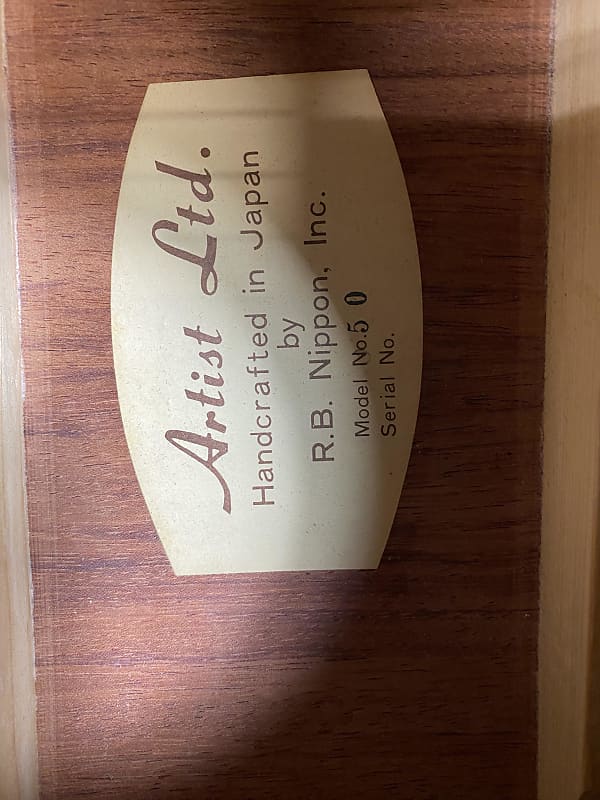 Artist Ltd.
Handcrafted in Japan
by
R.B. Nippon, Inc.
Model No.50
Serial No.